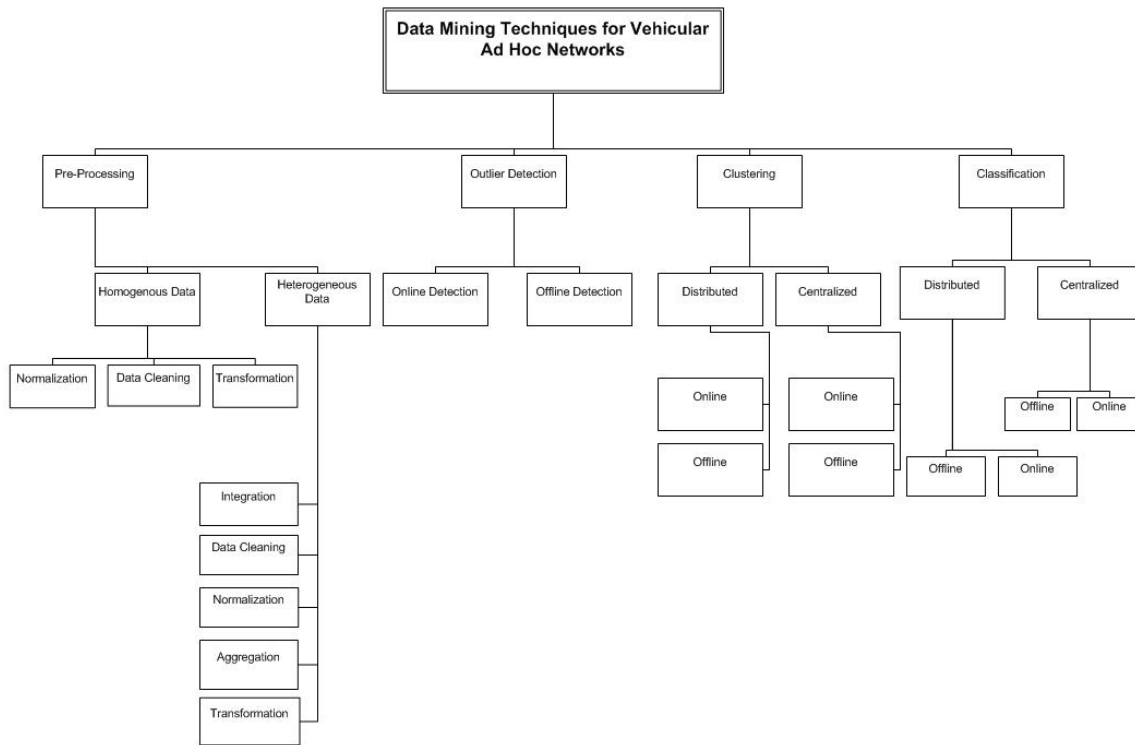 Data Mining Techniques for Vehicular
Ad Hoc Networks
Pre-Processing
Outlier Detection
Clustering
Classification
Homogenous Data
Heterogeneous
Data
Online Detection
Offline Detection
Distributed
Centralized
Distributed
Centralized
Normalization
Data Cleaning
Transformation
Online
Online
Offline
Online
Offline
Offline
Offline
Online
Integration
Data Cleaning
Normalization
Aggregation
Transformation